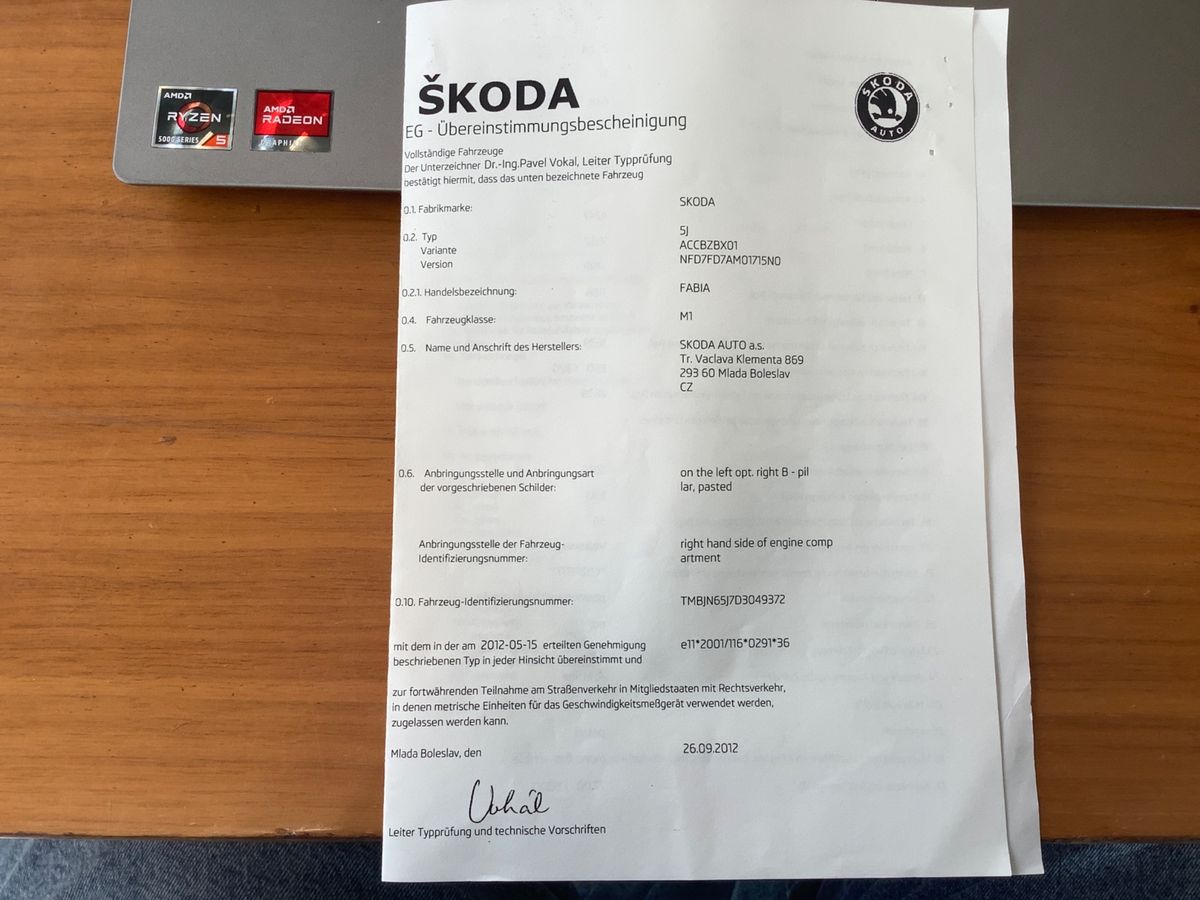 AMD
RYZEN
5000 SERIES 5
AMD
RADEON
GRAPHICS
ŠKODA
ŠKODA
AUTO
EG - Übereinstimmungsbescheinigung
Vollständige Fahrzeuge
Der Unterzeichner Dr.-Ing.Pavel Vokal, Leiter Typprüfung
bestätigt hiermit, dass das unten bezeichnete Fahrzeug
0.1. Fabrikmarke: SKODA
0.2. Typ 5J
Variante ACCBZBX01
Version NFD7FD7AM01715N0
0.2.1. Handelsbezeichnung: FABIA
0.4. Fahrzeugklasse: M1
0.5. Name und Anschrift des Herstellers: SKODA AUTO a.s.
Tr. Vaclava Klementa 869
293 60 Mlada Boleslav
CZ
0.6. Anbringungsstelle und Anbringungsart on the left opt. right B - pil
der vorgeschriebenen Schilder: lar, pasted
Anbringungsstelle der Fahrzeug- right hand side of engine comp
Identifizierungsnummer: artment
0.10. Fahrzeug-Identifizierungsnummer: TMBJN65J7D3049372
mit dem in der am 2012-05-15 erteilten Genehmigung e11*2001/116*0291*36
beschriebenen Typ in jeder Hinsicht übereinstimmt und
zur fortwährenden Teilnahme am Straßenverkehr in Mitgliedstaaten mit Rechtsverkehr,
in denen metrische Einheiten für das Geschwindigkeitsmeßgerät verwendet werden,
zugelassen werden kann.
Mlada Boleslav, den 26.09.2012
Vokál
Leiter Typprüfung und technische Vorschriften